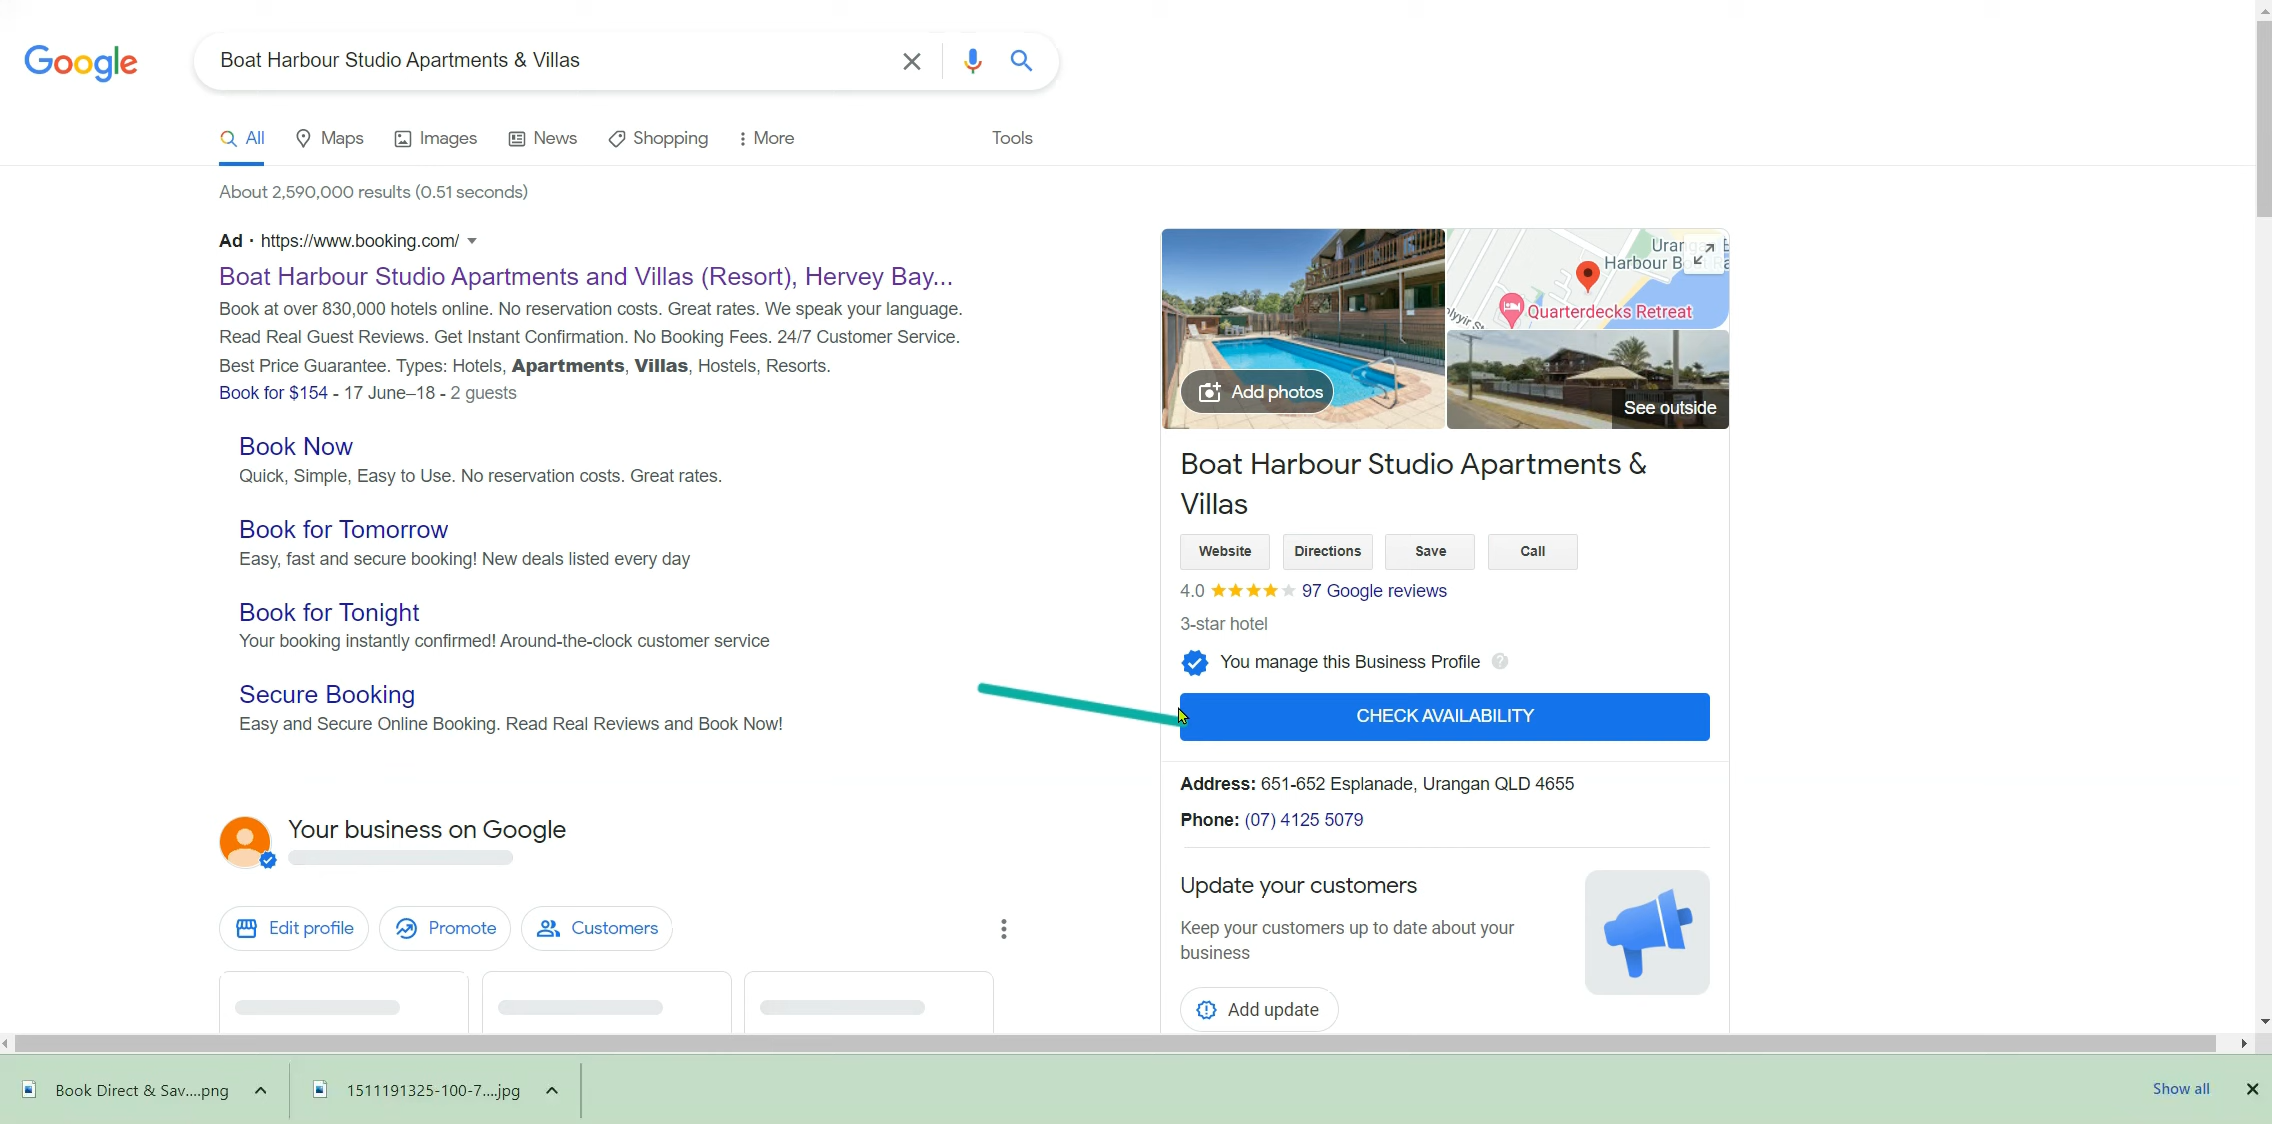 Google
Boat Harbour Studio Apartments & Villas
All
Maps
Images
News
Shopping
More
Tools
About 2,590,000 results (0.51 seconds)
Ad · https://www.booking.com/
Boat Harbour Studio Apartments and Villas (Resort), Hervey Bay...
Book at over 830,000 hotels online. No reservation costs. Great rates. We speak your language.
Read Real Guest Reviews. Get Instant Confirmation. No Booking Fees. 24/7 Customer Service.
Best Price Guarantee. Types: Hotels, Apartments, Villas, Hostels, Resorts.
Book for $154 - 17 June–18 - 2 guests
Book Now
Quick, Simple, Easy to Use. No reservation costs. Great rates.
Book for Tomorrow
Easy, fast and secure booking! New deals listed every day
Book for Tonight
Your booking instantly confirmed! Around-the-clock customer service
Secure Booking
Easy and Secure Online Booking. Read Real Reviews and Book Now!
Your business on Google
Edit profile
Promote
Customers
Add photos
Harbour
Quarterdecks Retreat
See outside
Boat Harbour Studio Apartments &
Villas
Website
Directions
Save
Call
4.0 97 Google reviews
3-star hotel
You manage this Business Profile ?
CHECK AVAILABILITY
Address: 651-652 Esplanade, Urangan QLD 4655
Phone: (07) 4125 5079
Update your customers
Keep your customers up to date about your
business
Add update
Book Direct & Sav....png
1511191325-100-7....jpg
Show all